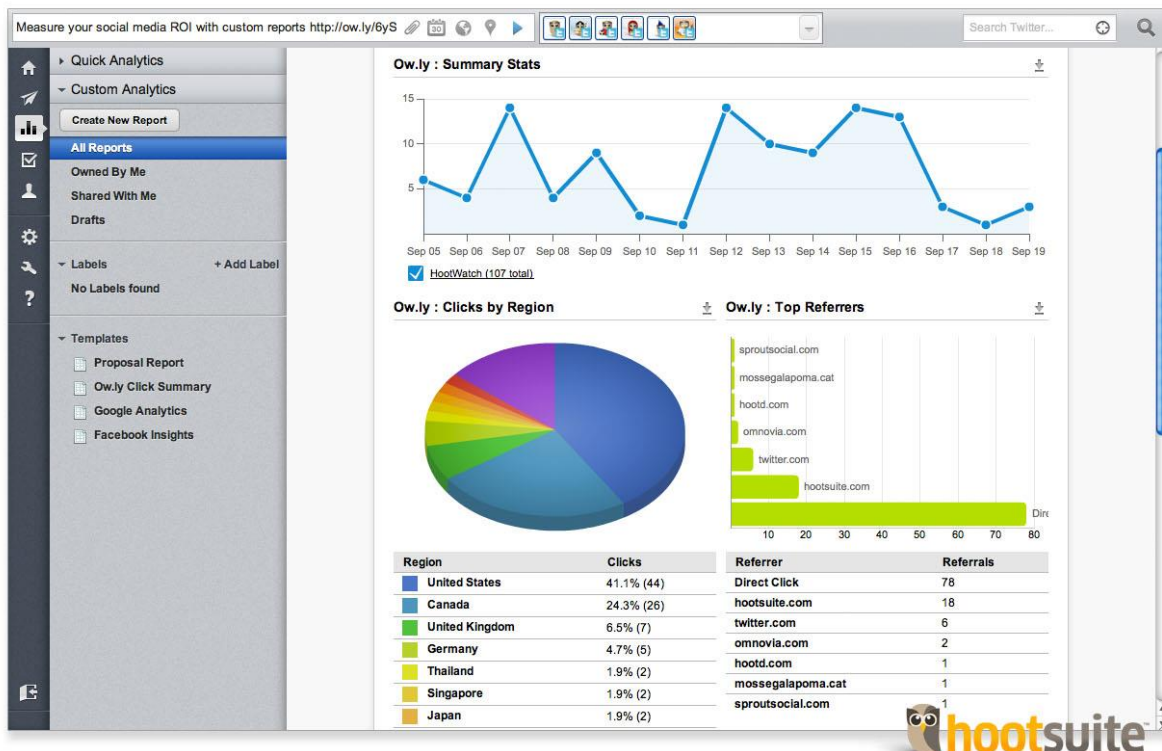 Measure your social media ROI with custom reports http://ow.ly/6yS
30
Search Twitter...
Quick Analytics
Custom Analytics
Create New Report
All Reports
Owned By Me
Shared With Me
Drafts
Labels + Add Label
No Labels found
Templates
Proposal Report
Ow.ly Click Summary
Google Analytics
Facebook Insights
?
Ow.ly : Summary Stats
15
10
5
Sep 05 Sep 06 Sep 07 Sep 08 Sep 09 Sep 10 Sep 11 Sep 12 Sep 13 Sep 14 Sep 15 Sep 16 Sep 17 Sep 18 Sep 19
HootWatch (107 total)
Ow.ly : Clicks by Region
Region Clicks
United States 41.1% (44)
Canada 24.3% (26)
United Kingdom 6.5% (7)
Germany 4.7% (5)
Thailand 1.9% (2)
Singapore 1.9% (2)
Japan 1.9% (2)
Ow.ly : Top Referrers
sproutsocial.com
mossegalapoma.cat
hootd.com
omnovia.com
twitter.com
hootsuite.com
Dire
10 20 30 40 50 60 70 80
Referrer Referrals
Direct Click 78
hootsuite.com 18
twitter.com 6
omnovia.com 2
hootd.com 1
mossegalapoma.cat 1
sproutsocial.com 1
hootsuite